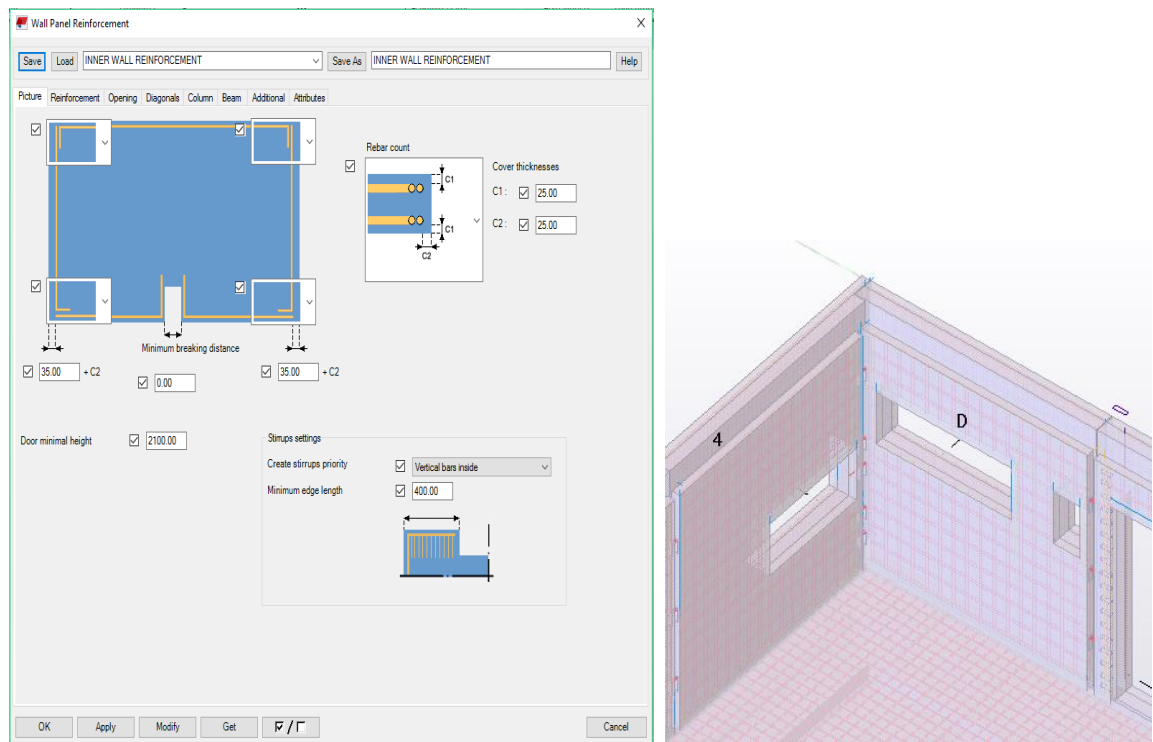 Wall Panel Reinforcement X
Save Load INNER WALL REINFORCEMENT Save As INNER WALL REINFORCEMENT Help
Picture Reinforcement Opening Diagonals Column Beam Additional Attributes
Rebar count
Cover thicknesses
C1
C1 : 25.00
C1
C2 : 25.00
C2
Minimum breaking distance
35.00 + C2
0.00
35.00 + C2
Door minimal height 2100.00
Stirrups settings
Create stirrups priority Vertical bars inside
Minimum edge length 400.00
OK Apply Modify Get / Cancel
4
D